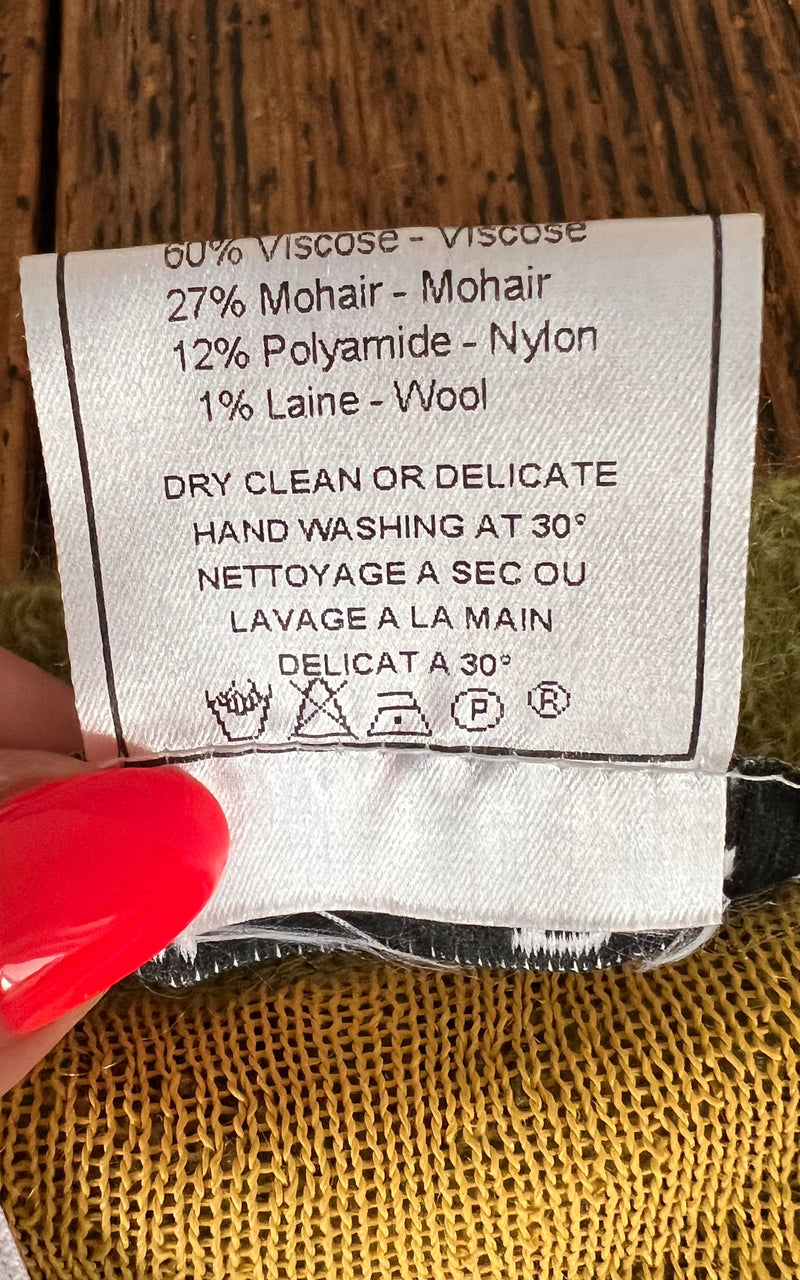 60% Viscose - Viscose
27% Mohair - Mohair
12% Polyamide - Nylon
1% Laine - Wool
DRY CLEAN OR DELICATE
HAND WASHING AT 30°
NETTOYAGE A SEC OU
LAVAGE A LA MAIN
DELICAT A 30°
P R